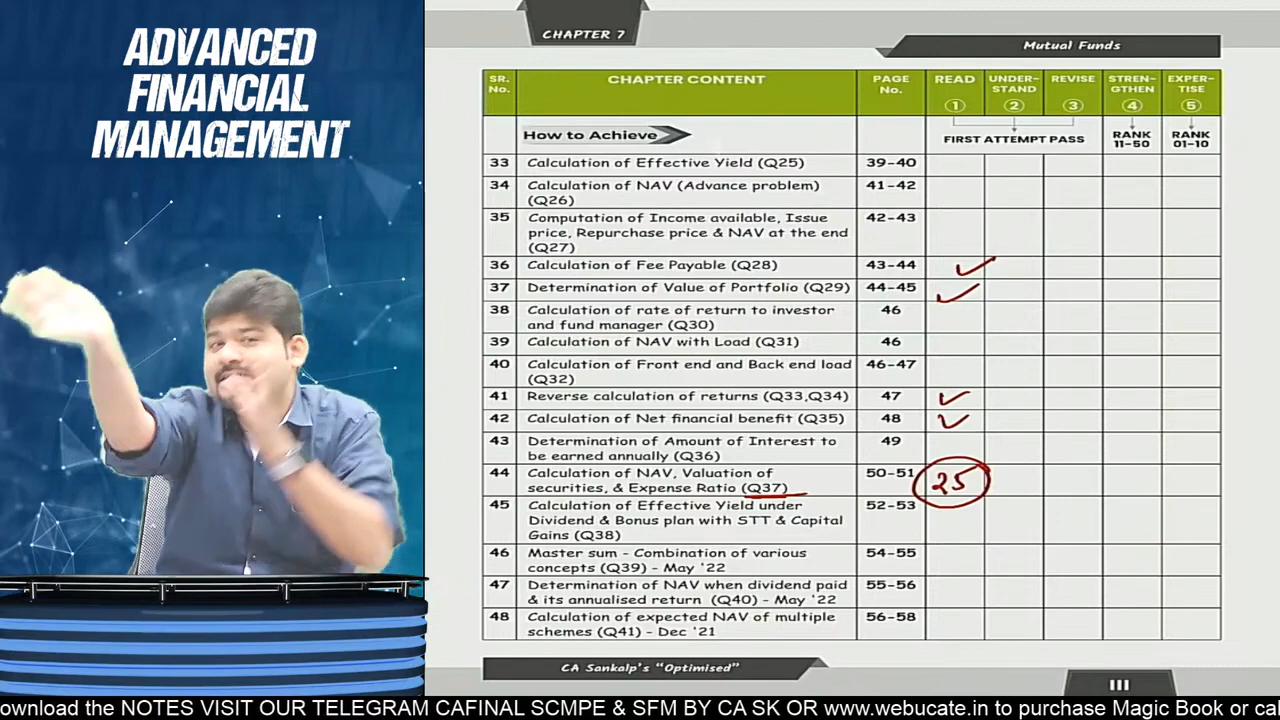 ADVANCED
FINANCIAL
MANAGEMENT
CHAPTER 7
Mutual Funds
SR. No. CHAPTER CONTENT PAGE No. READ 1 UNDER-STAND 2 REVISE 3 STREN-GTHEN 4 EXPER-TISE 5
How to Achieve FIRST ATTEMPT PASS RANK 11-50 RANK 01-10
33 Calculation of Effective Yield (Q25) 39-40
34 Calculation of NAV (Advance problem) 41-42
(Q26)
35 Computation of Income available, Issue 42-43
price, Repurchase price & NAV at the end
(Q27)
36 Calculation of Fee Payable (Q28) 43-44
37 Determination of Value of Portfolio (Q29) 44-45
38 Calculation of rate of return to investor 46
and fund manager (Q30)
39 Calculation of NAV with Load (Q31) 46
40 Calculation of Front end and Back end load 46-47
(Q32)
41 Reverse calculation of returns (Q33,Q34) 47
42 Calculation of Net financial benefit (Q35) 48
43 Determination of Amount of Interest to 49
be earned annually (Q36)
44 Calculation of NAV, Valuation of 50-51 25
securities, & Expense Ratio (Q37)
45 Calculation of Effective Yield under 52-53
Dividend & Bonus plan with STT & Capital
Gains (Q38)
46 Master sum - Combination of various 54-55
concepts (Q39) - May '22
47 Determination of NAV when dividend paid 55-56
& its annualised return (Q40) - May '22
48 Calculation of expected NAV of multiple 56-58
schemes (Q41) - Dec '21
CA Sankalp's "Optimised"
III
ownload the NOTES VISIT OUR TELEGRAM CAFINAL SCMPE & SFM BY CA SK OR www.webucate.in to purchase Magic Book or cal